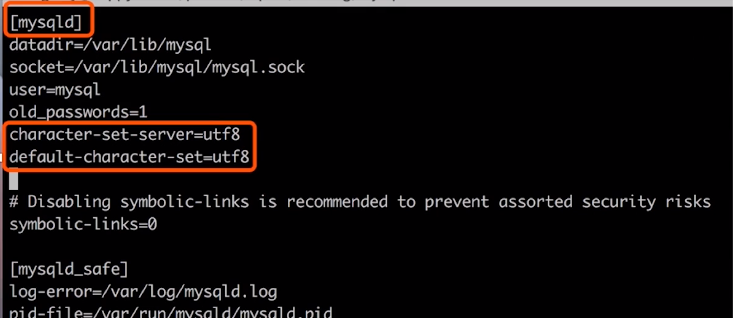 [mysqld]
datadir=/var/lib/mysql
socket=/var/lib/mysql/mysql.sock
user=mysql
old_passwords=1
character-set-server=utf8
default-character-set=utf8
# Disabling symbolic-links is recommended to prevent assorted security risks
symbolic-links=0
[mysqld_safe]
log-error=/var/log/mysqld.log
pid-file=/var/run/mysqld/mysqld.pid